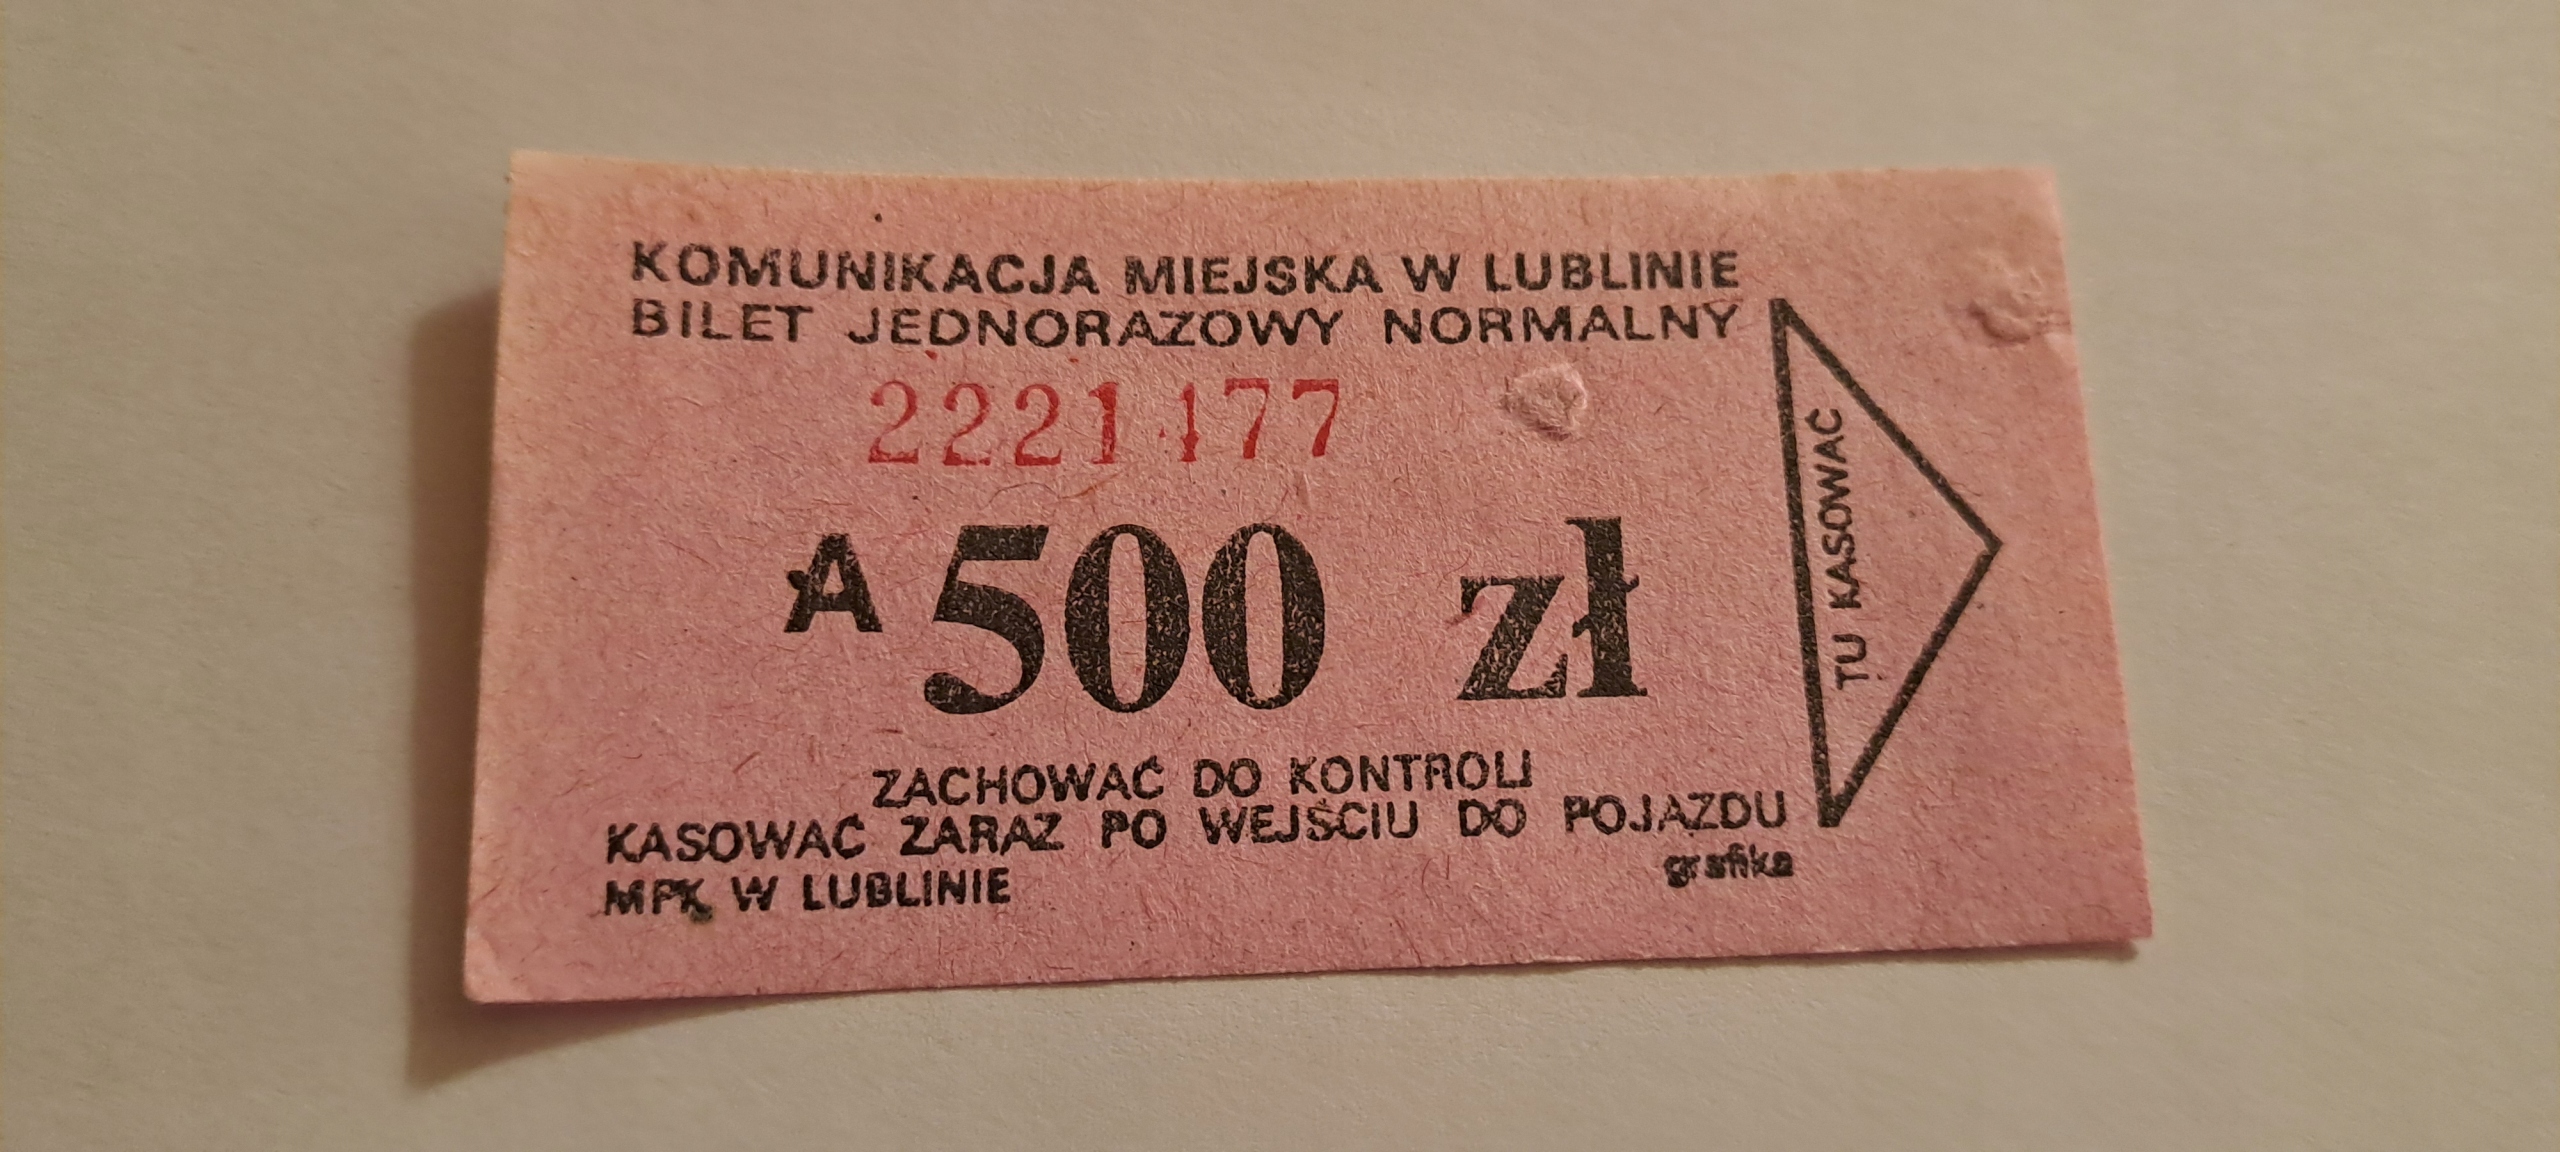 KOMUNIKACJA MIEJSKA W LUBLINIE
BILET JEDNORAZOWY NORMALNY
2221477
A 500 zł
TU KASOWAĆ
ZACHOWAĆ DO KONTROLI
KASOWAĆ ZARAZ PO WEJŚCIU DO POJAZDU
grafika
MPK W LUBLINIE